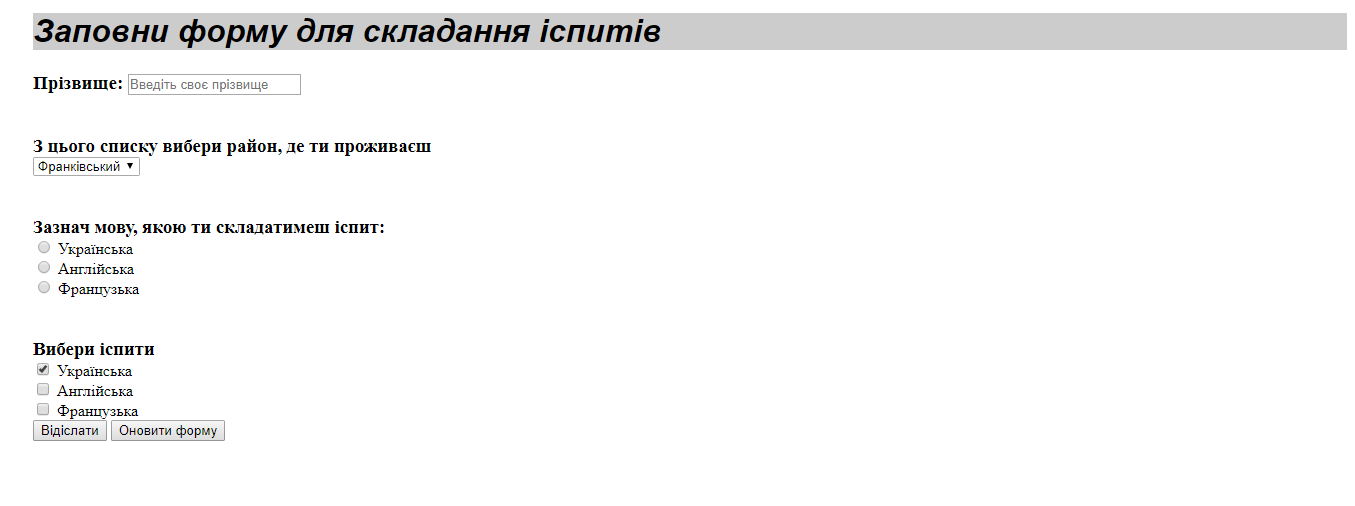 Заповни форму для складання іспитів
Прізвище: Введіть своє прізвище
З цього списку вибери район, де ти проживаєш
Франківський
Зазнач мову, якою ти складатимеш іспит:
Українська
Англійська
Французька
Вибери іспити
Українська
Англійська
Французька
Відіслати Оновити форму